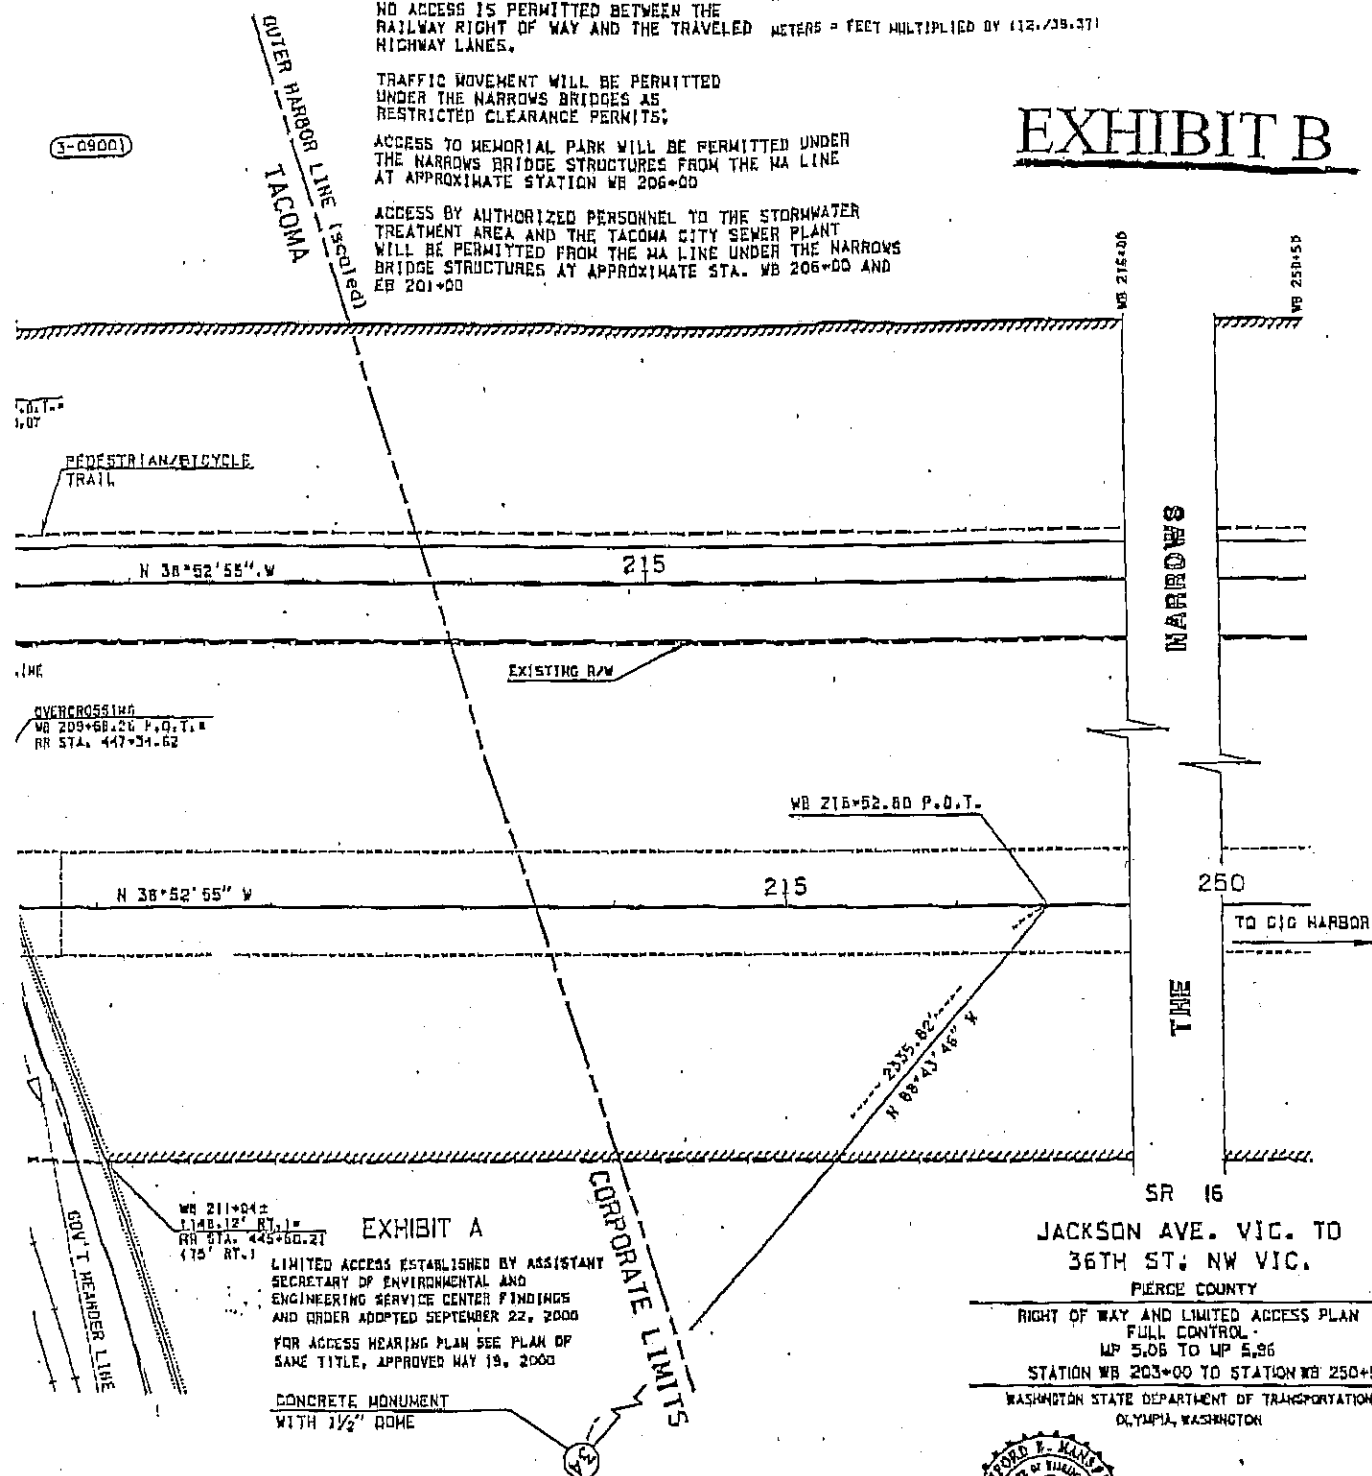 NO ACCESS IS PERMITTED BETWEEN THE
RAILWAY RIGHT OF WAY AND THE TRAVELED
HIGHWAY LANES.
METERS = FEET MULTIPLIED BY (12./39.37)
TRAFFIC MOVEMENT WILL BE PERMITTED
UNDER THE NARROWS BRIDGES AS
RESTRICTED CLEARANCE PERMITS.
ACCESS TO MEMORIAL PARK WILL BE PERMITTED UNDER
THE NARROWS BRIDGE STRUCTURES FROM THE MA LINE
AT APPROXIMATE STATION WB 206+00
ACCESS BY AUTHORIZED PERSONNEL TO THE STORMWATER
TREATMENT AREA AND THE TACOMA CITY SEWER PLANT
WILL BE PERMITTED FROM THE MA LINE UNDER THE NARROWS
BRIDGE STRUCTURES AT APPROXIMATE STA. WB 206+00 AND
EB 201+00
EXHIBIT B
3-09001
OUTER HARBOR LINE (scaled)
TACOMA
WB 216+00
WB 250+50
PEDESTRIAN/BICYCLE
TRAIL
N 38°52'55" W
215
NARROWS
EXISTING R/W
OVERCROSSING
WB 209+68.26 P.O.T.=
RR STA. 447+34.62
WB 216+52.80 P.O.T.
N 38°52'55" W
215
250
TO GIG HARBOR
THE
2335.82'
N 88°43'46" W
WB 211+04±
(148.12' RT.)=
RR STA. 445+60.21
(75' RT.)
GOV'T MEANDER LINE
EXHIBIT A
LIMITED ACCESS ESTABLISHED BY ASSISTANT
SECRETARY OF ENVIRONMENTAL AND
ENGINEERING SERVICE CENTER FINDINGS
AND ORDER ADOPTED SEPTEMBER 22, 2000
FOR ACCESS HEARING PLAN SEE PLAN OF
SAME TITLE, APPROVED MAY 19, 2000
CONCRETE MONUMENT
WITH 1½" DOME
34
CORPORATE LIMITS
SR 16
JACKSON AVE. VIC. TO
36TH ST. NW VIC.
PIERCE COUNTY
RIGHT OF WAY AND LIMITED ACCESS PLAN
FULL CONTROL
MP 5.06 TO MP 5.96
STATION WB 203+00 TO STATION WB 250+
WASHINGTON STATE DEPARTMENT OF TRANSPORTATION
OLYMPIA, WASHINGTON